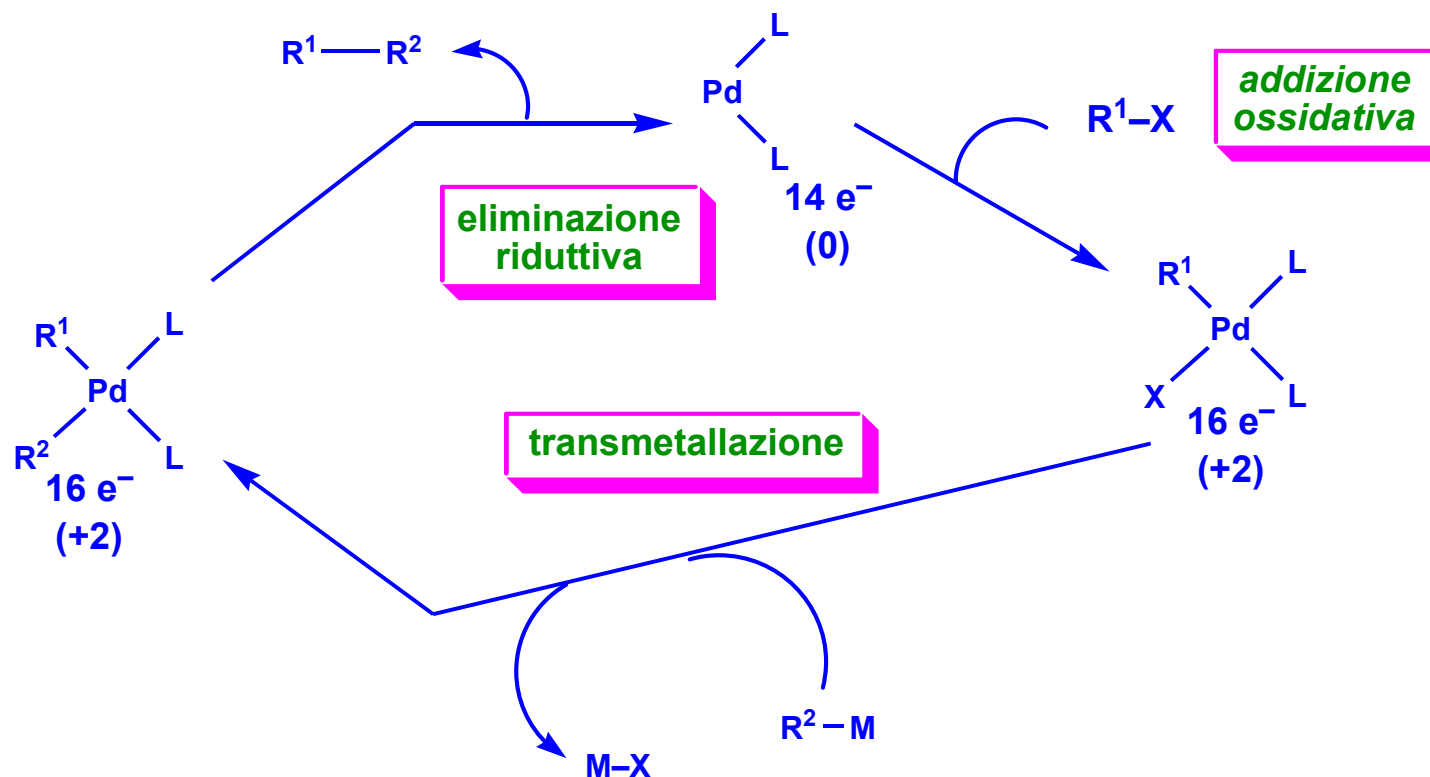 R¹—R²
L
Pd
L
14 e⁻
(0)
R¹–X
addizione
ossidativa
eliminazione
riduttiva
R¹
L
Pd
X
L
16 e⁻
(+2)
R¹
L
Pd
R²
L
16 e⁻
(+2)
transmetallazione
R²–M
M–X